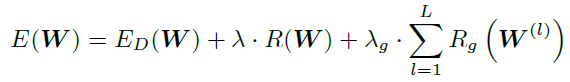 E(W) = E_D(W) + λ · R(W) + λ_g · ∑_{l=1}^{L} R_g (W^{(l)})